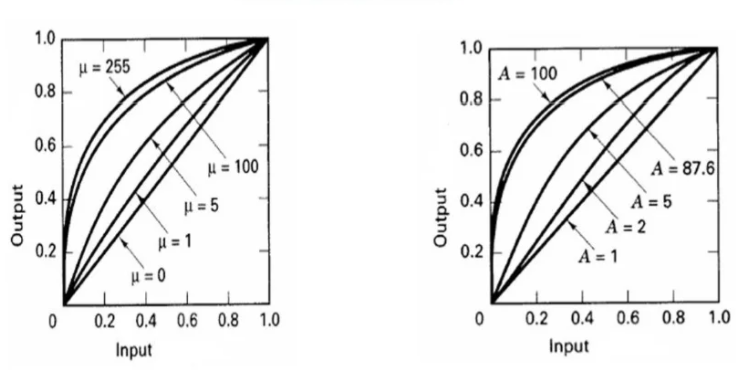 1.0
0.8
0.6
0.4
0.2
0
0.2
0.4
0.6
0.8
1.0
Output
Input
μ = 255
μ = 100
μ = 5
μ = 1
μ = 0
1.0
0.8
0.6
0.4
0.2
0
0.2
0.4
0.6
0.8
1.0
Output
Input
A = 100
A = 87.6
A = 5
A = 2
A = 1